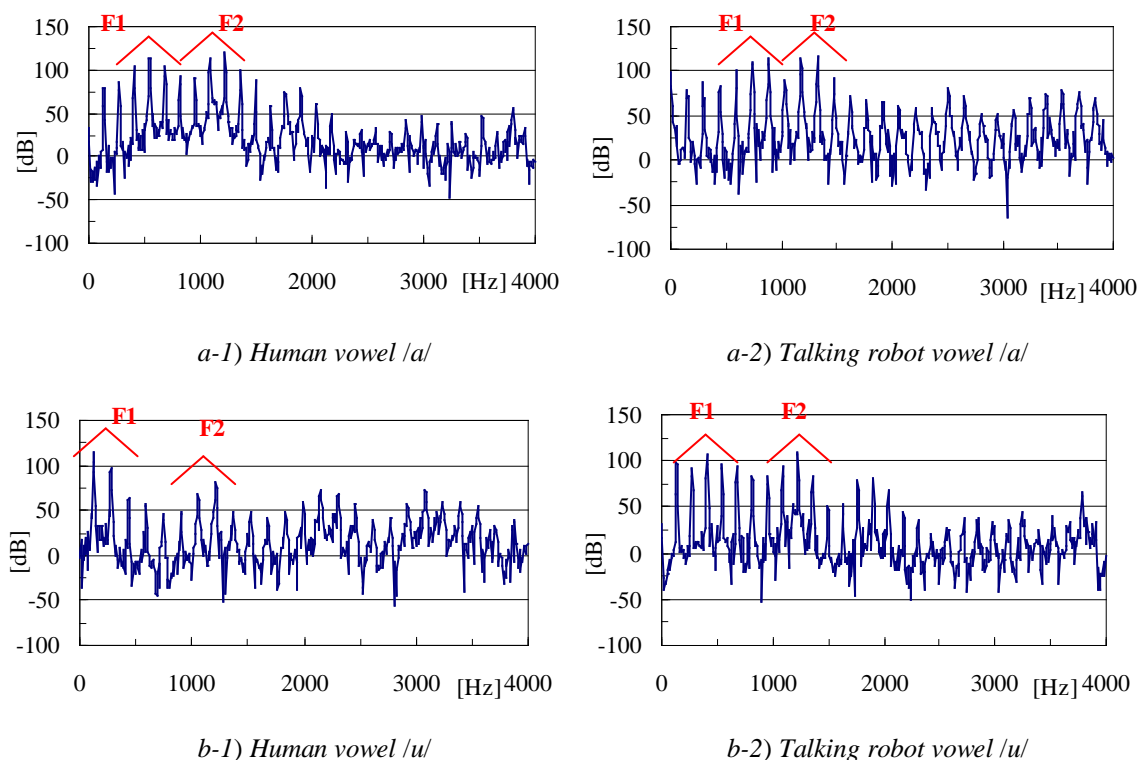 F1 F2
150
100
50
0
-50
-100
[dB]
0 1000 2000 3000 [Hz] 4000
a-1) Human vowel /a/
F1 F2
150
100
50
0
-50
-100
[dB]
0 1000 2000 3000 [Hz] 4000
a-2) Talking robot vowel /a/
F1 F2
150
100
50
0
-50
-100
[dB]
0 1000 2000 3000 [Hz] 4000
b-1) Human vowel /u/
F1 F2
150
100
50
0
-50
-100
[dB]
0 1000 2000 3000 [Hz] 4000
b-2) Talking robot vowel /u/